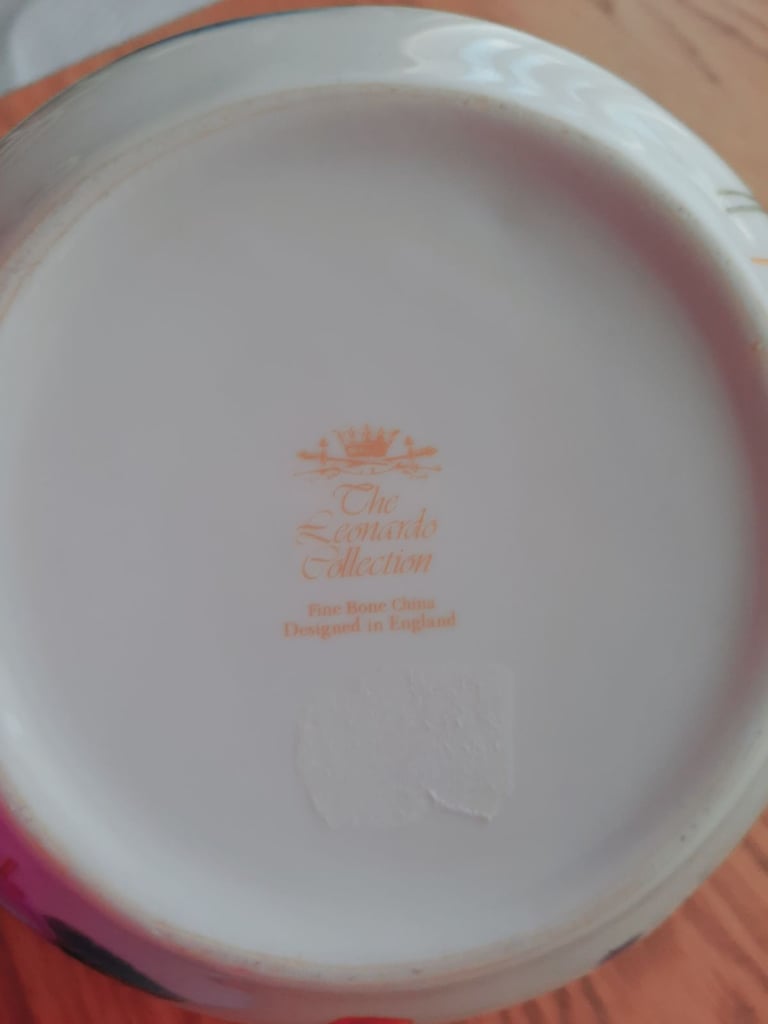 The
Leonardo
Collection
Fine Bone China
Designed in England